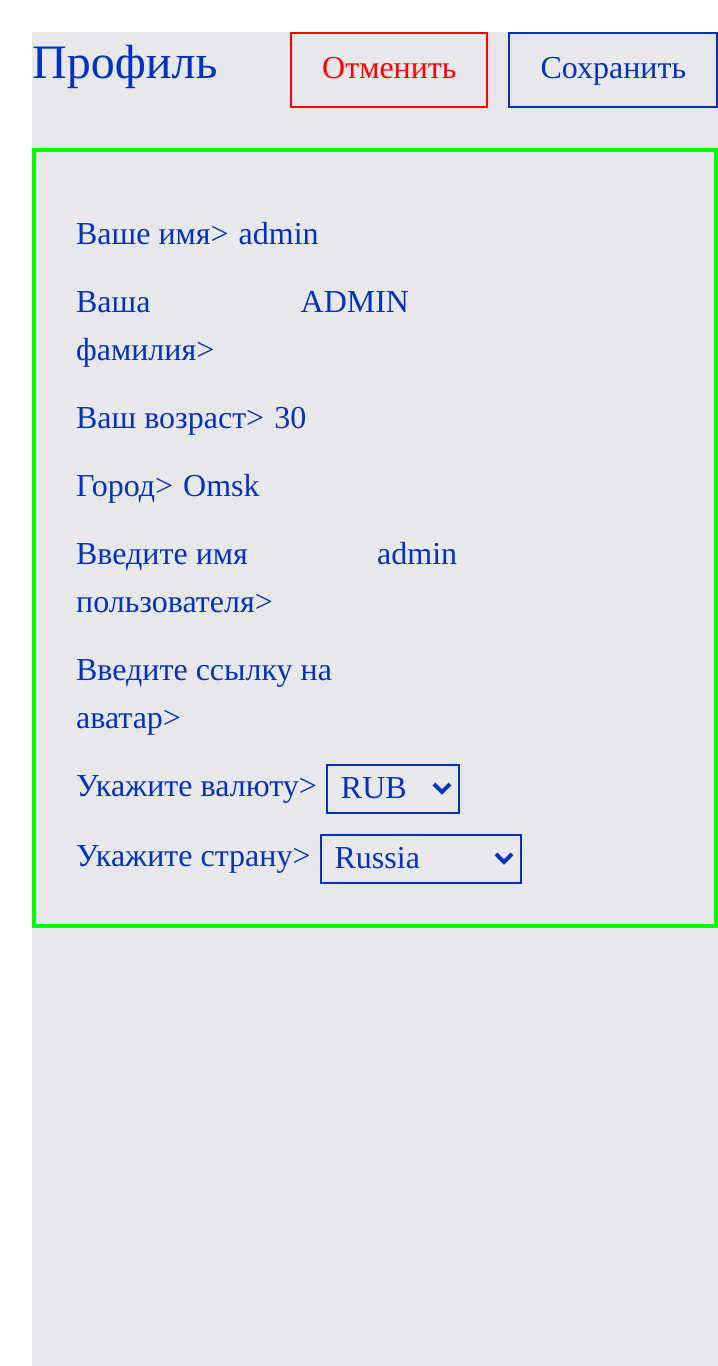 Профиль Отменить Сохранить
Ваше имя> admin
Ваша ADMIN
фамилия>
Ваш возраст> 30
Город> Omsk
Введите имя admin
пользователя>
Введите ссылку на
аватар>
Укажите валюту> RUB
Укажите страну> Russia